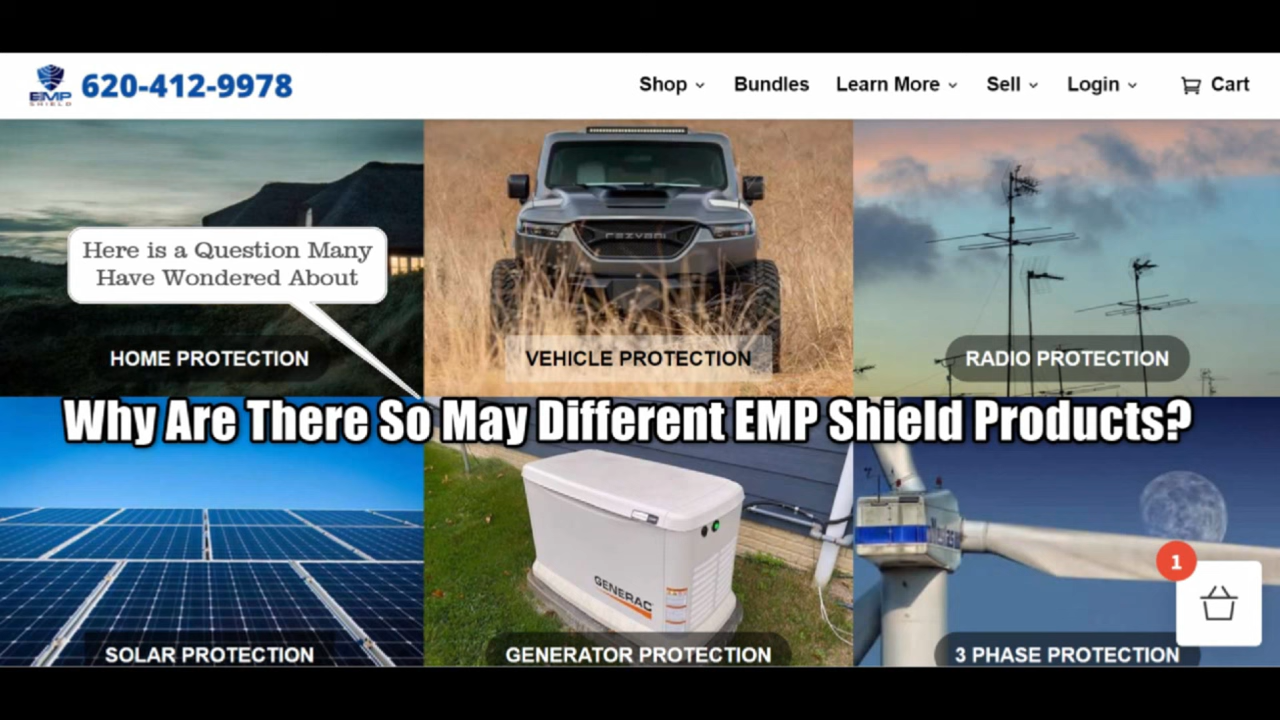 EMP
SHIELD
620-412-9978
Shop
Bundles
Learn More
Sell
Login
Cart
Here is a Question Many
Have Wondered About
REZVANI
HOME PROTECTION
VEHICLE PROTECTION
RADIO PROTECTION
Why Are There So May Different EMP Shield Products?
GENERAC
1
SOLAR PROTECTION
GENERATOR PROTECTION
3 PHASE PROTECTION